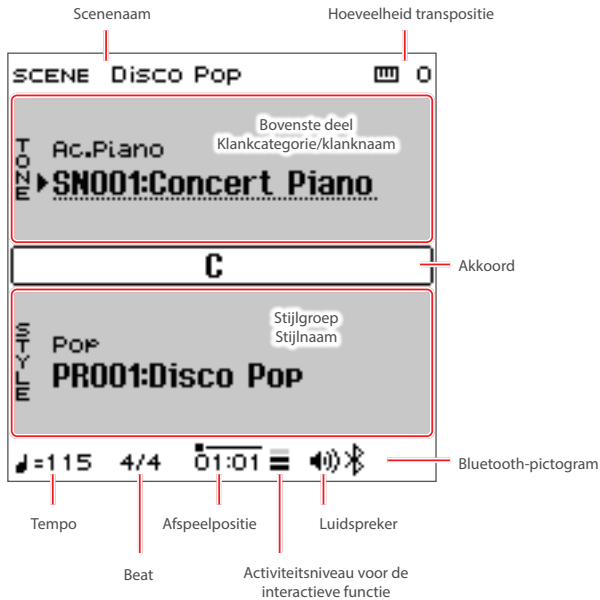 Scenenaam
Hoeveelheid transpositie
SCENE Disco Pop 0
Bovenste deel
Klankcategorie/klanknaam
TONE
Ac.Piano
SN001:Concert Piano
C
Akkoord
Stijlgroep
Stijlnaam
STYLE
Pop
PR001:Disco Pop
♩=115 4/4 01:01
Bluetooth-pictogram
Tempo
Afspeelpositie
Luidspreker
Beat
Activiteitsniveau voor de
interactieve functie